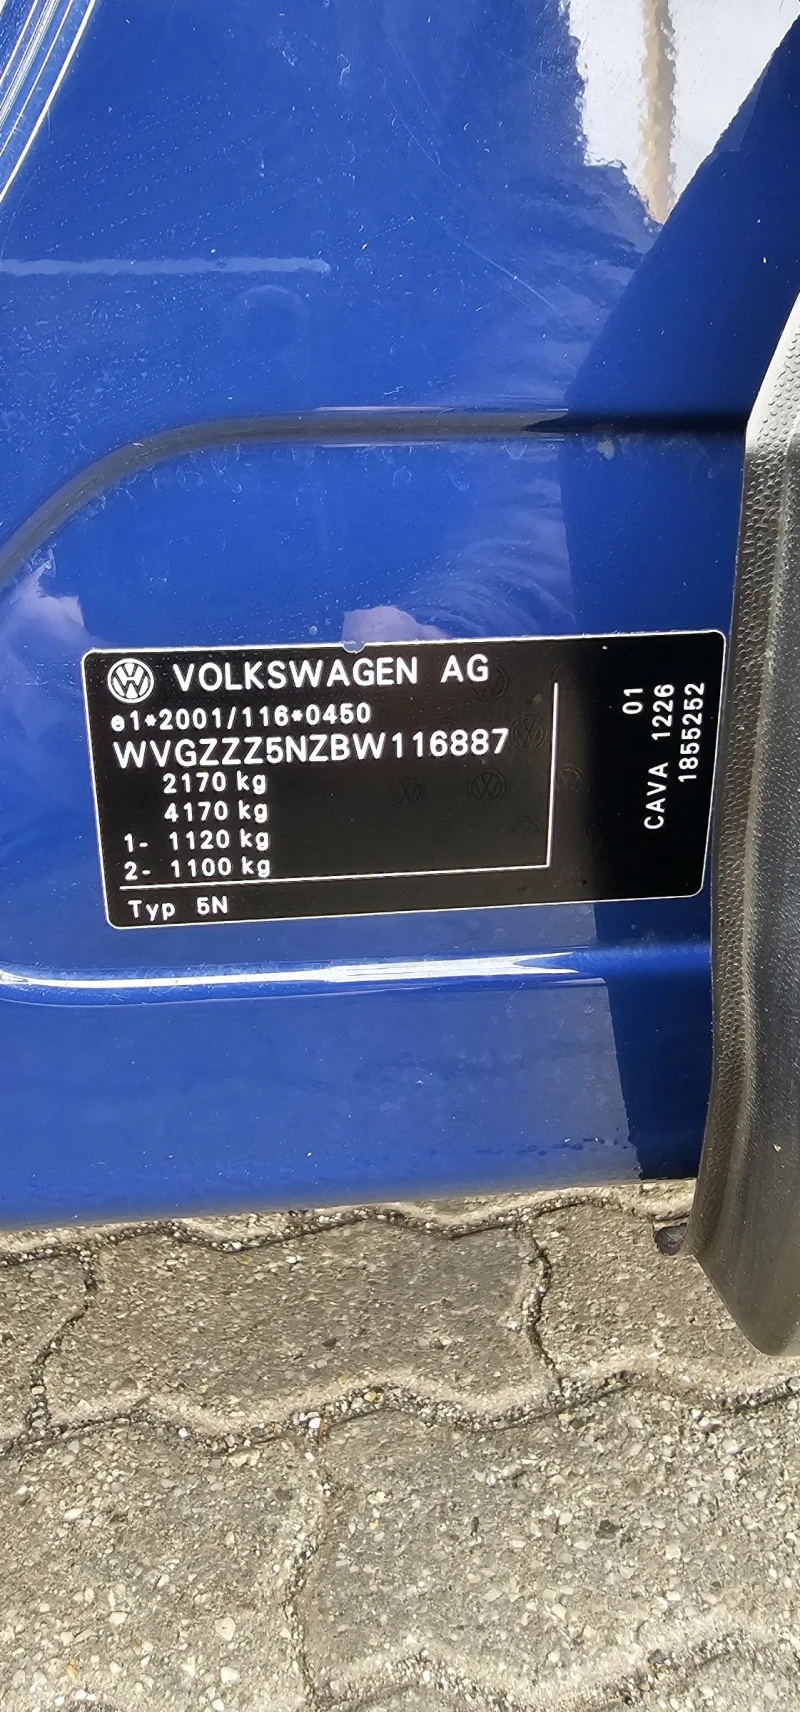 VOLKSWAGEN AG
e1*2001/116*0450
WVGZZZ5NZBW116887
2170 kg
4170 kg
1- 1120 kg
2- 1100 kg
Typ 5N
01
CAVA 1226
1855252